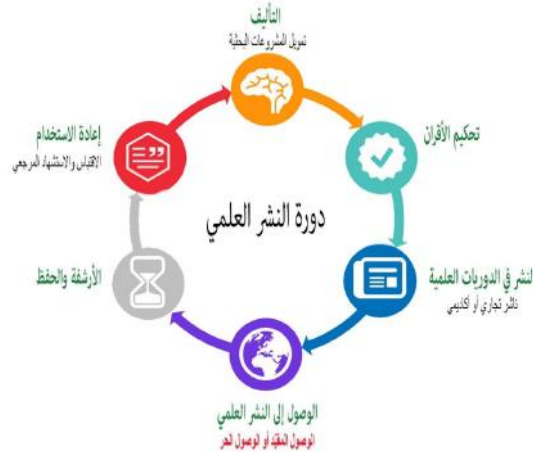 التأليف
تمويل المشروعات البحثية
تحكيم الأقران
النشر في الدوريات العلمية
ناشر تجاري أو أكاديمي
الوصول إلى النشر العلمي
الوصول المقيد أو الوصول الحر
الأرشفة والحفظ
إعادة الاستخدام
الاقتباس والاستشهاد المرجعي
دورة النشر العلمي